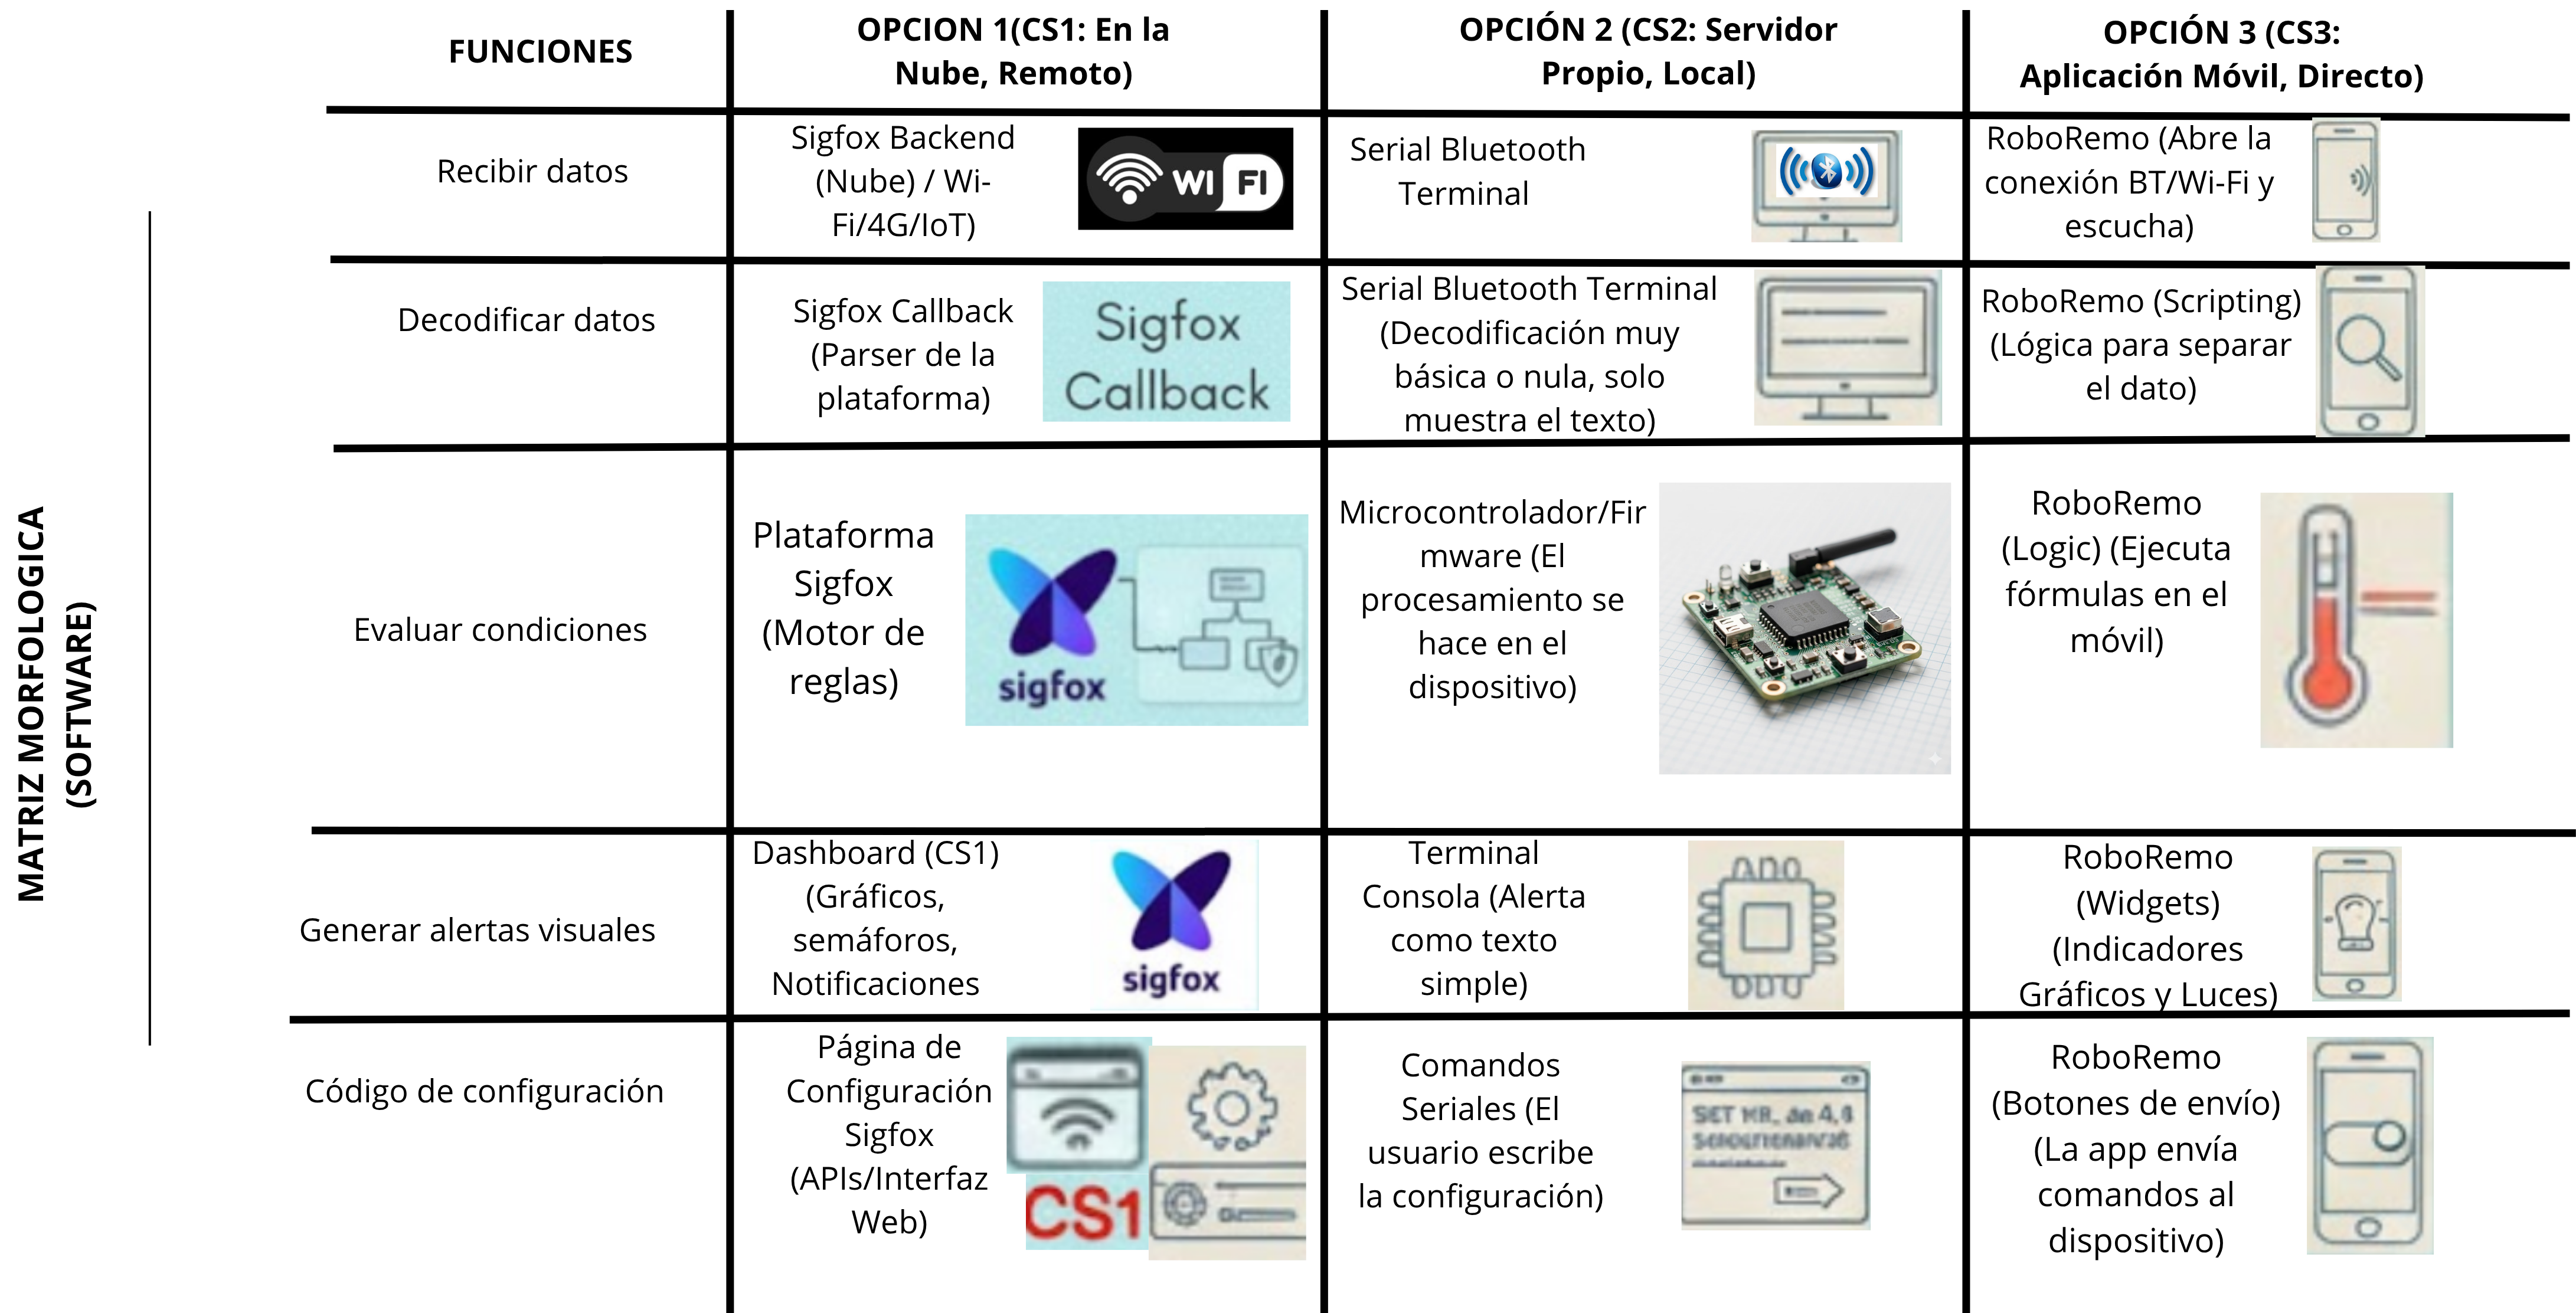 MATRIZ MORFOLOGICA
(SOFTWARE)
FUNCIONES
OPCION 1(CS1: En la
Nube, Remoto)
OPCIÓN 2 (CS2: Servidor
Propio, Local)
OPCIÓN 3 (CS3:
Aplicación Móvil, Directo)
Recibir datos
Sigfox Backend
(Nube) / Wi-
Fi/4G/IoT)
WI FI
Serial Bluetooth
Terminal
RoboRemo (Abre la
conexión BT/Wi-Fi y
escucha)
Decodificar datos
Sigfox Callback
(Parser de la
plataforma)
Sigfox
Callback
Serial Bluetooth Terminal
(Decodificación muy
básica o nula, solo
muestra el texto)
RoboRemo (Scripting)
(Lógica para separar
el dato)
Evaluar condiciones
Plataforma
Sigfox
(Motor de
reglas)
sigfox
Microcontrolador/Fir
mware (El
procesamiento se
hace en el
dispositivo)
RoboRemo
(Logic) (Ejecuta
fórmulas en el
móvil)
Generar alertas visuales
Dashboard (CS1)
(Gráficos,
semáforos,
Notificaciones
sigfox
Terminal
Consola (Alerta
como texto
simple)
RoboRemo
(Widgets)
(Indicadores
Gráficos y Luces)
Código de configuración
Página de
Configuración
Sigfox
(APIs/Interfaz
Web)
CS1
Comandos
Seriales (El
usuario escribe
la configuración)
SET
RoboRemo
(Botones de envío)
(La app envía
comandos al
dispositivo)